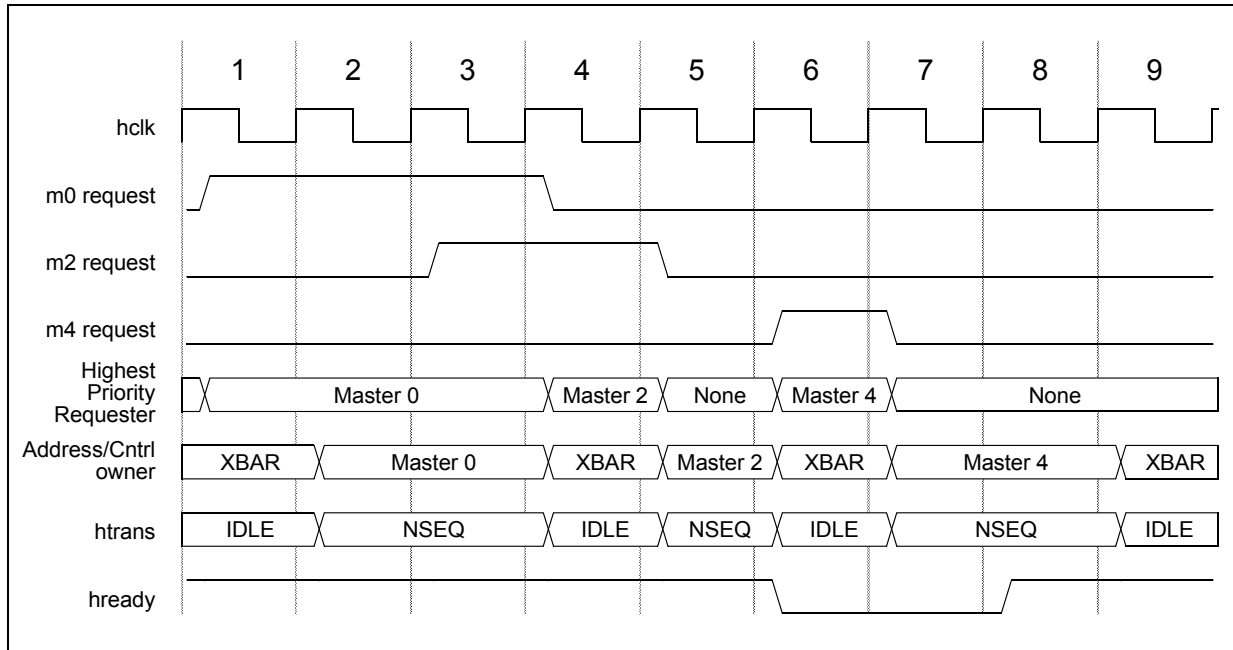 1 2 3 4 5 6 7 8 9
hclk
m0 request
m2 request
m4 request
Highest
Priority
Requester
Master 0 Master 2 None Master 4 None
Address/Cntrl
owner
XBAR Master 0 XBAR Master 2 XBAR Master 4 XBAR
htrans
IDLE NSEQ IDLE NSEQ IDLE NSEQ IDLE
hready